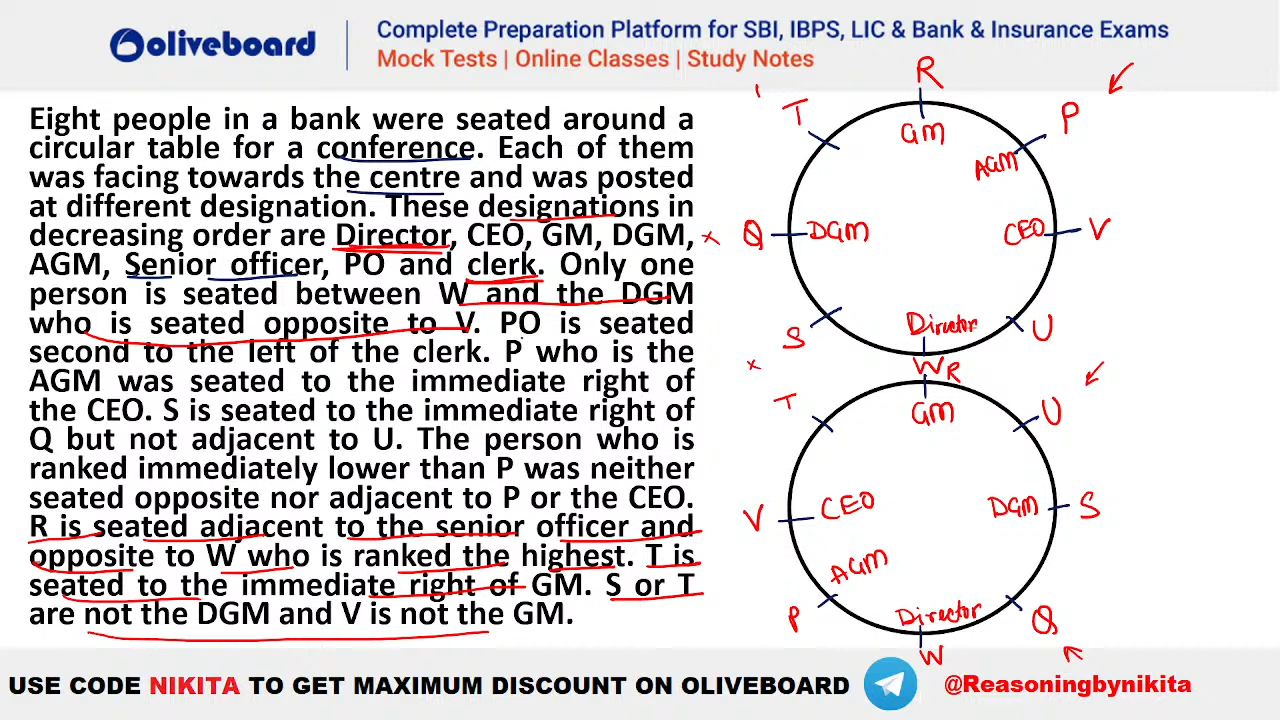 oliveboard
Complete Preparation Platform for SBI, IBPS, LIC & Bank & Insurance Exams
Mock Tests | Online Classes | Study Notes
Eight people in a bank were seated around a
circular table for a conference. Each of them
was facing towards the centre and was posted
at different designation. These designations in
decreasing order are Director, CEO, GM, DGM,
AGM, Senior officer, PO and clerk. Only one
person is seated between W and the DGM
who is seated opposite to V. PO is seated
second to the left of the clerk. P who is the
AGM was seated to the immediate right of
the CEO. S is seated to the immediate right of
Q but not adjacent to U. The person who is
ranked immediately lower than P was neither
seated opposite nor adjacent to P or the CEO.
R is seated adjacent to the senior officer and
opposite to W who is ranked the highest. T is
seated to the immediate right of GM. S or T
are not the DGM and V is not the GM.
R
T
P
GM
AGM
x Q DGM
CEO V
S
Director
U
W
x
R
T
GM
U
V CEO
DGM S
AGM
P
Director
Q
W
USE CODE NIKITA TO GET MAXIMUM DISCOUNT ON OLIVEBOARD
@Reasoningbynikita